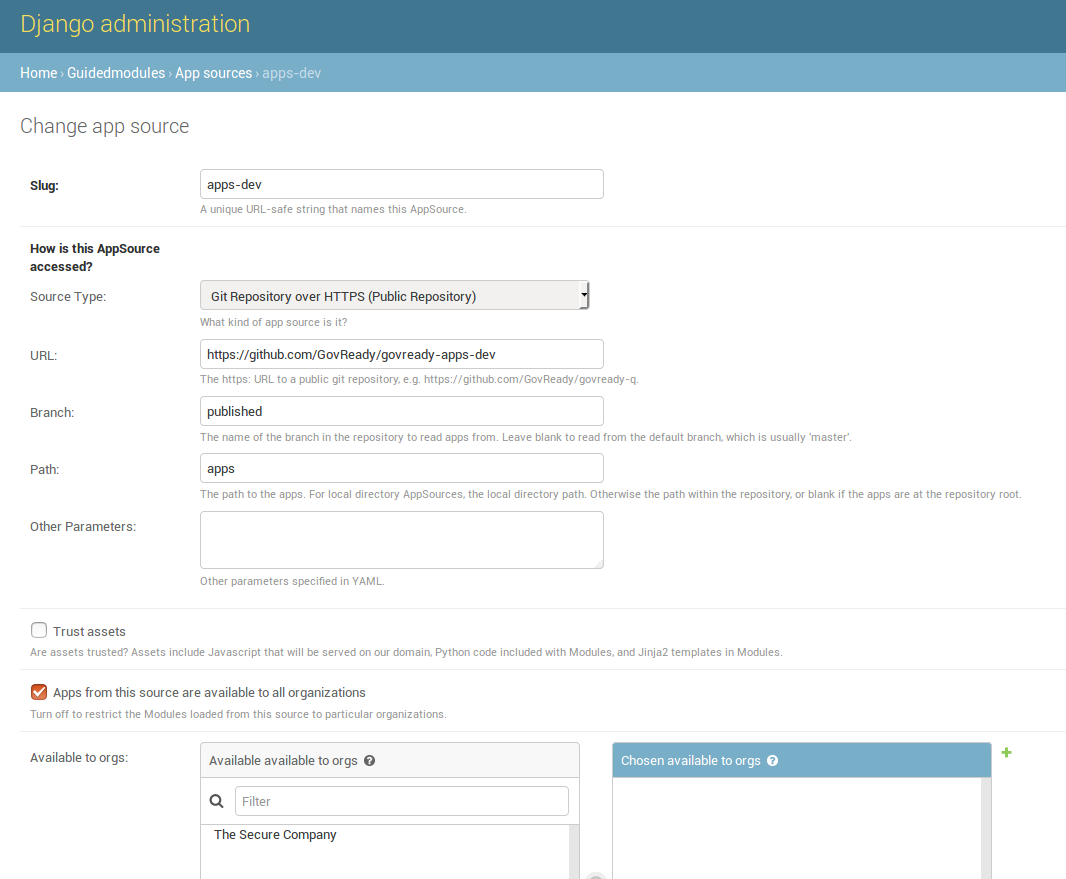 Django administration
Home › Guidedmodules › App sources › apps-dev
Change app source
Slug:
apps-dev
A unique URL-safe string that names this AppSource.
How is this AppSource
accessed?
Source Type:
Git Repository over HTTPS (Public Repository)
What kind of app source is it?
URL:
https://github.com/GovReady/govready-apps-dev
The https: URL to a public git repository, e.g. https://github.com/GovReady/govready-q.
Branch:
published
The name of the branch in the repository to read apps from. Leave blank to read from the default branch, which is usually 'master'.
Path:
apps
The path to the apps. For local directory AppSources, the local directory path. Otherwise the path within the repository, or blank if the apps are at the repository root.
Other Parameters:
Other parameters specified in YAML.
Trust assets
Are assets trusted? Assets include Javascript that will be served on our domain, Python code included with Modules, and Jinja2 templates in Modules.
Apps from this source are available to all organizations
Turn off to restrict the Modules loaded from this source to particular organizations.
Available to orgs:
Available available to orgs ?
Chosen available to orgs ?
Filter
The Secure Company